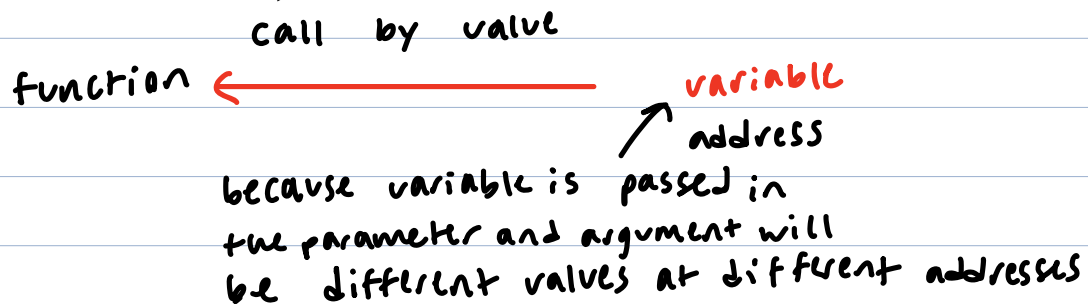 call by value
function variable
address
because variable is passed in
the parameter and argument will
be different values at different addresses